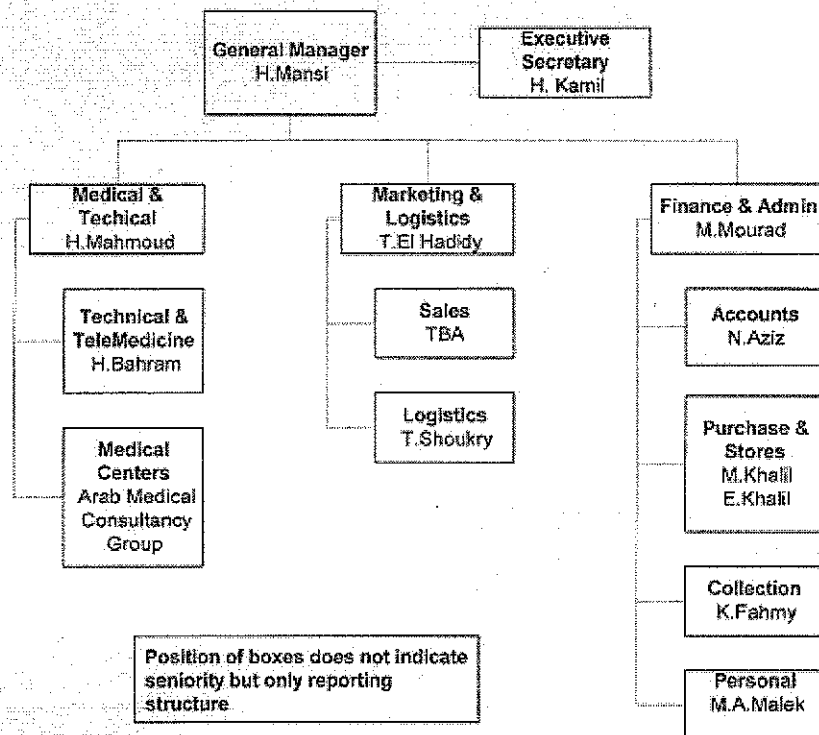 General Manager
H.Mansi
Executive
Secretary
H. Kamil
Medical &
Techical
H.Mahmoud
Marketing &
Logistics
T.El Hadidy
Finance & Admin
M.Mourad
Technical &
TeleMedicine
H.Bahram
Sales
TBA
Accounts
N.Aziz
Medical
Centers
Arab Medical
Consultancy
Group
Logistics
T.Shoukry
Purchase &
Stores
M.Khalil
E.Khalil
Collection
K.Fahmy
Personal
M.A.Malek
Position of boxes does not indicate
seniority but only reporting
structure